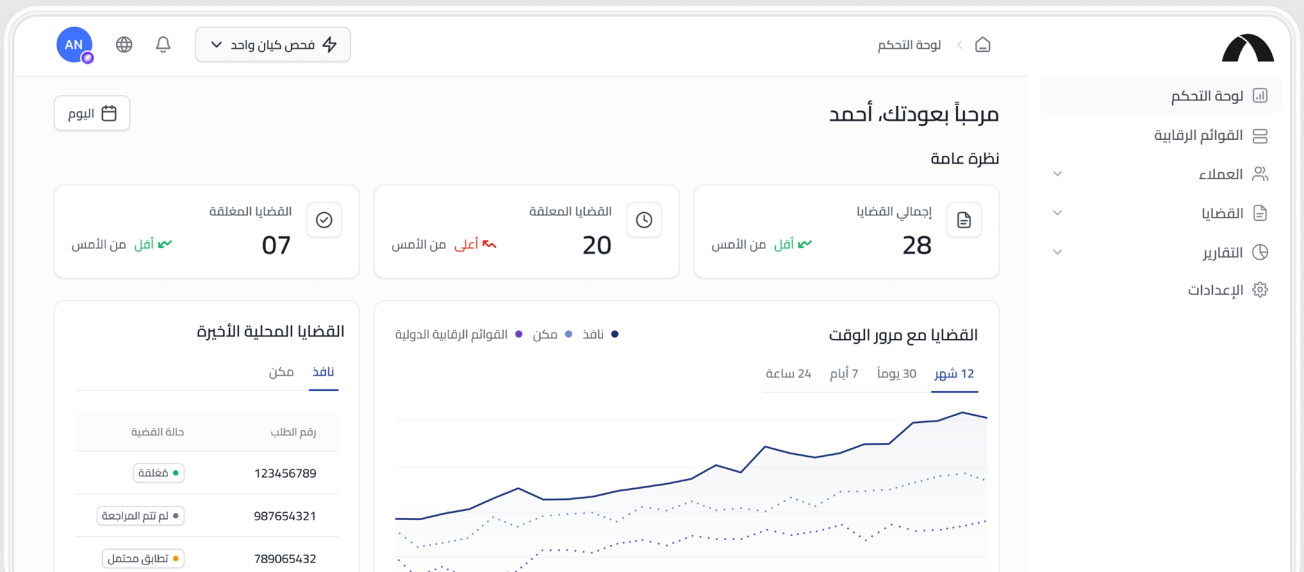 لوحة التحكم
القوائم الرقابية
العملاء
القضايا
التقارير
الإعدادات
لوحة التحكم
فحص كيان واحد
AN
مرحباً بعودتك، أحمد
اليوم
نظرة عامة
إجمالي القضايا
28
أقل من الأمس
القضايا المعلقة
20
أعلى من الأمس
القضايا المغلقة
07
أقل من الأمس
القضايا مع مرور الوقت
نافذ مكن القوائم الرقابية الدولية
12 شهر 30 يوماً 7 أيام 24 ساعة
القضايا المحلية الأخيرة
نافذ مكن
رقم الطلب حالة القضية
123456789 مُغلقة
987654321 لم تتم المراجعة
789065432 تطابق محتمل